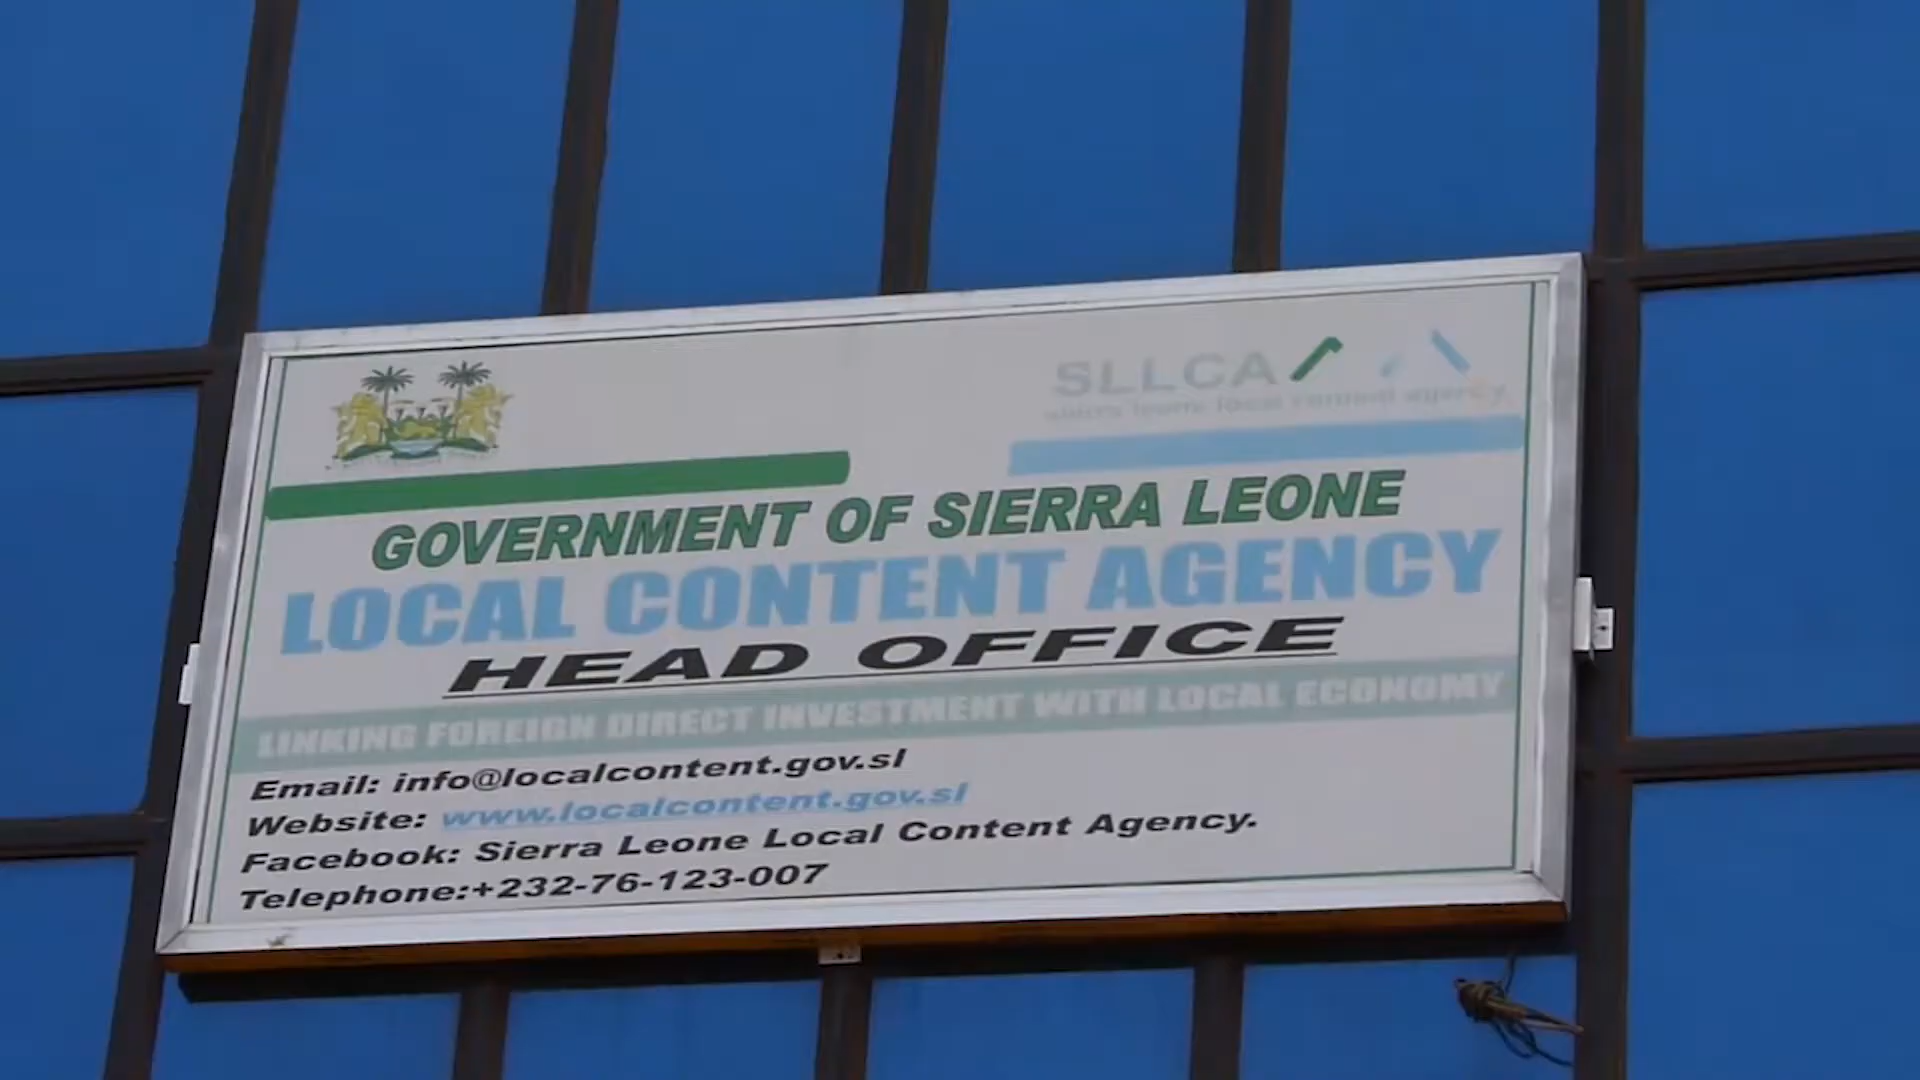 SLLCA
sierra leone local content agency
GOVERNMENT OF SIERRA LEONE
LOCAL CONTENT AGENCY
HEAD OFFICE
LINKING FOREIGN DIRECT INVESTMENT WITH LOCAL ECONOMY
Email: info@localcontent.gov.sl
Website: www.localcontent.gov.sl
Facebook: Sierra Leone Local Content Agency.
Telephone:+232-76-123-007